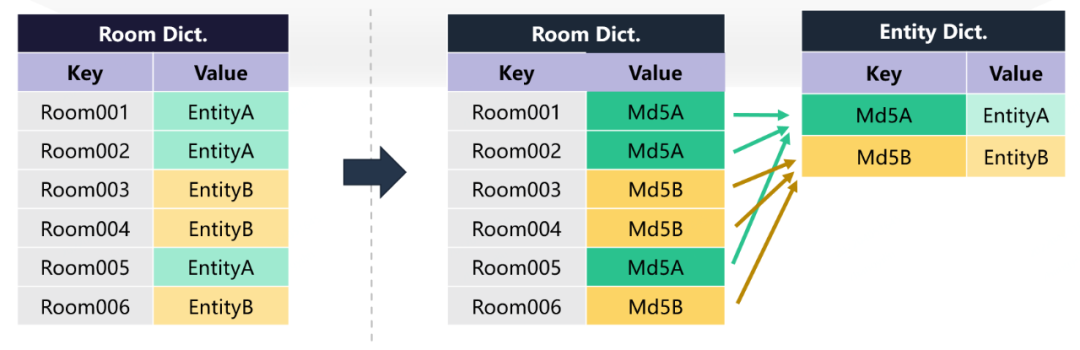 Room Dict.
Key Value
Room001 EntityA
Room002 EntityA
Room003 EntityB
Room004 EntityB
Room005 EntityA
Room006 EntityB
Room Dict.
Key Value
Room001 Md5A
Room002 Md5A
Room003 Md5B
Room004 Md5B
Room005 Md5A
Room006 Md5B
Entity Dict.
Key Value
Md5A EntityA
Md5B EntityB